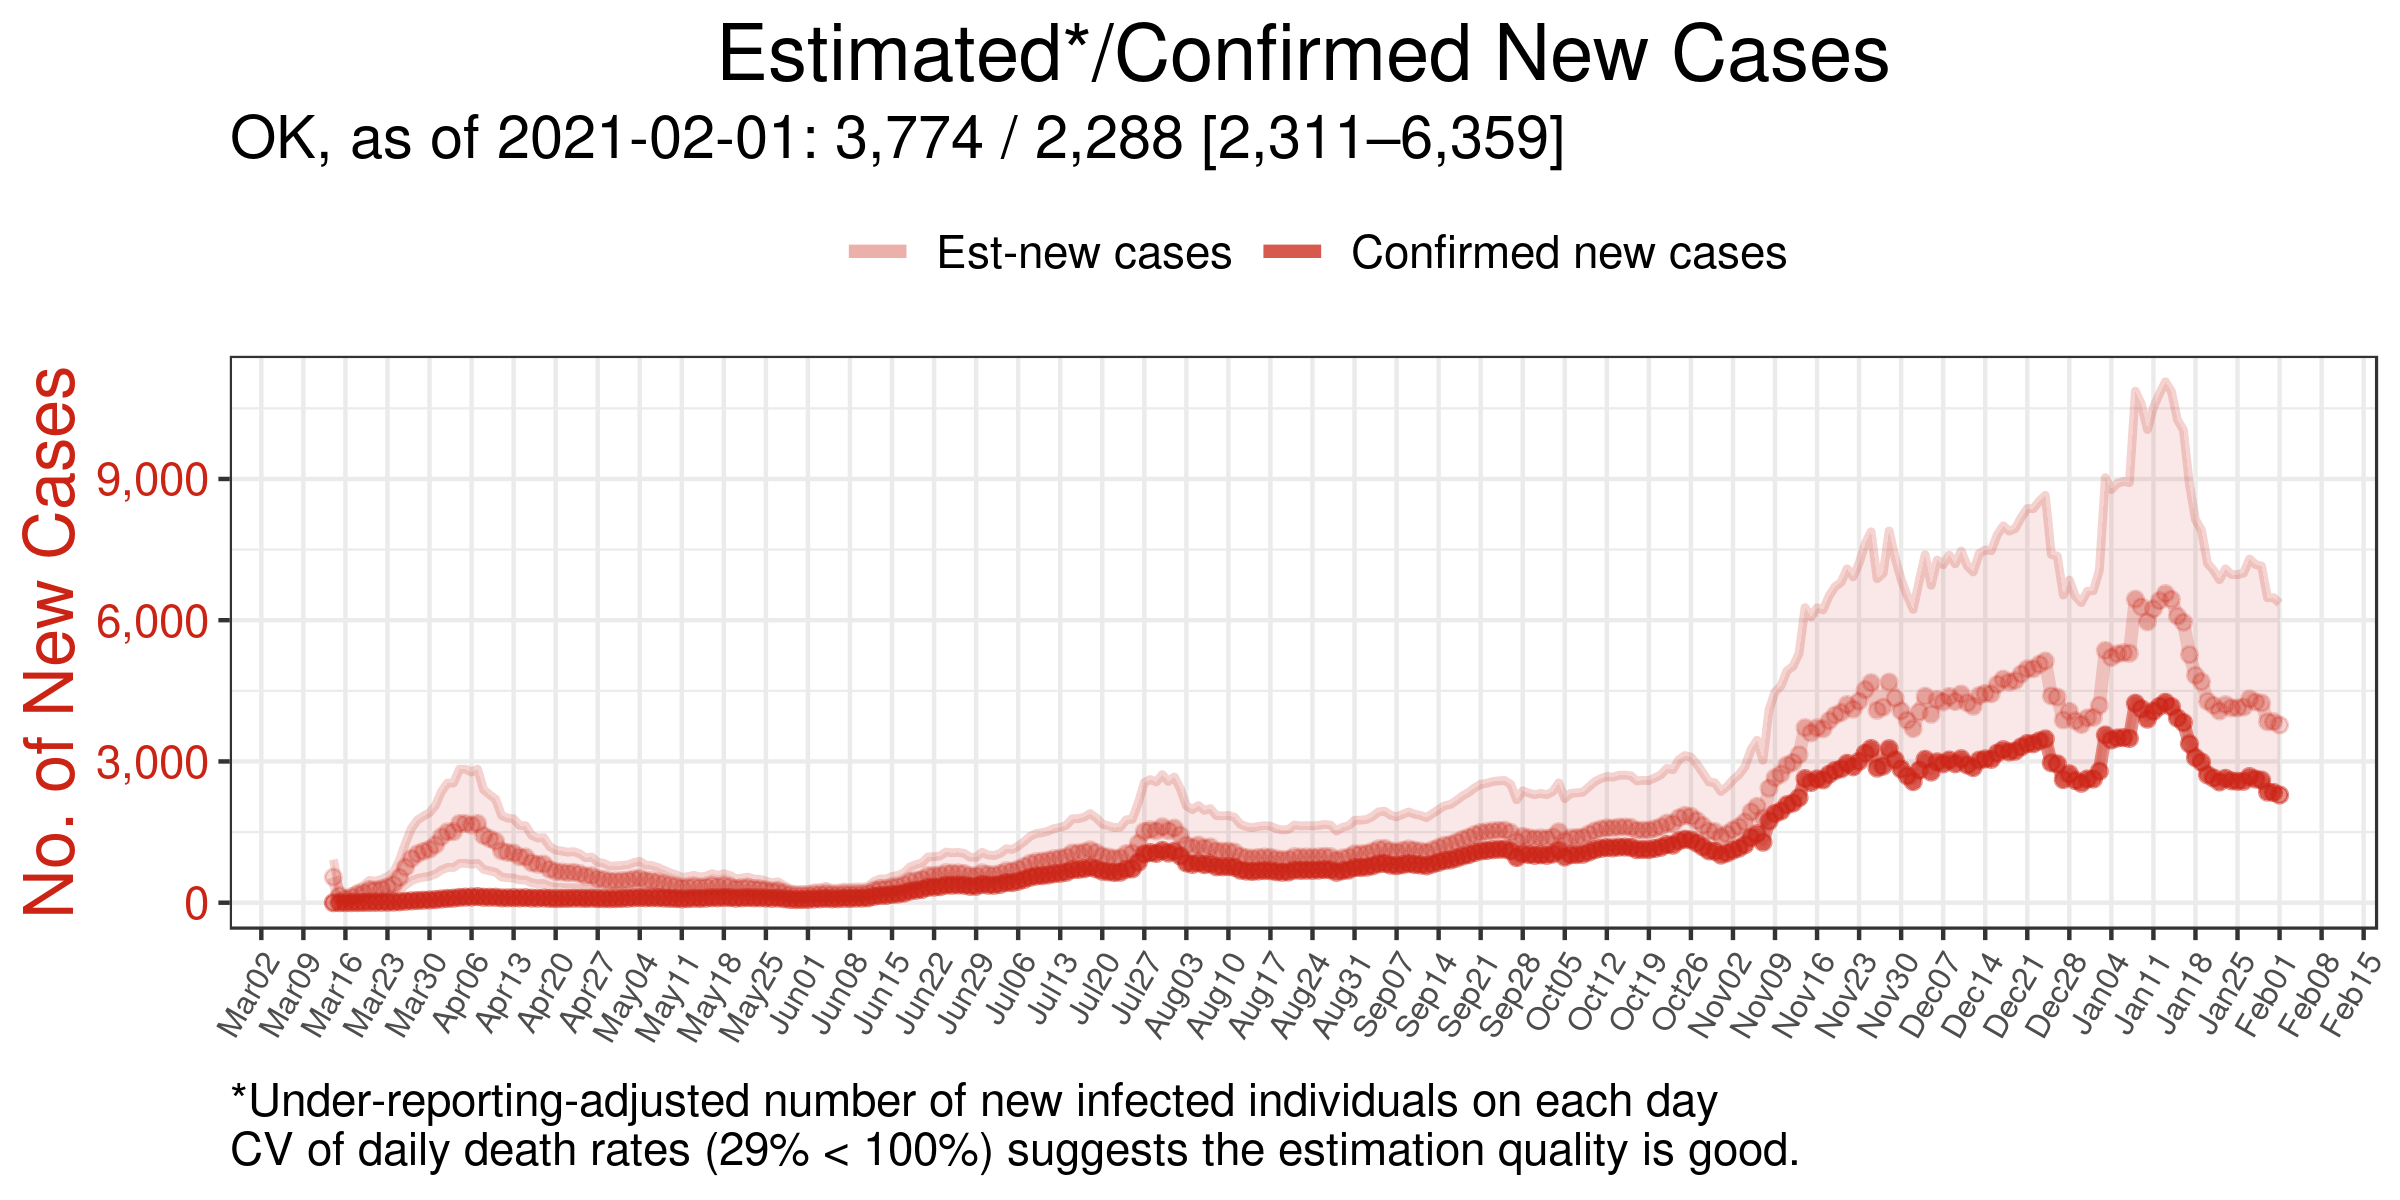 Estimated*/Confirmed New Cases
OK, as of 2021-02-01: 3,774 / 2,288 [2,311–6,359]
Est-new cases Confirmed new cases
No. of New Cases
9,000
6,000
3,000
0
Mar02 Mar09 Mar16 Mar23 Mar30 Apr06 Apr13 Apr20 Apr27 May04 May11 May18 May25 Jun01 Jun08 Jun15 Jun22 Jun29 Jul06 Jul13 Jul20 Jul27 Aug03 Aug10 Aug17 Aug24 Aug31 Sep07 Sep14 Sep21 Sep28 Oct05 Oct12 Oct19 Oct26 Nov02 Nov09 Nov16 Nov23 Nov30 Dec07 Dec14 Dec21 Dec28 Jan04 Jan11 Jan18 Jan25 Feb01 Feb08 Feb15
*Under-reporting-adjusted number of new infected individuals on each day
CV of daily death rates (29% < 100%) suggests the estimation quality is good.